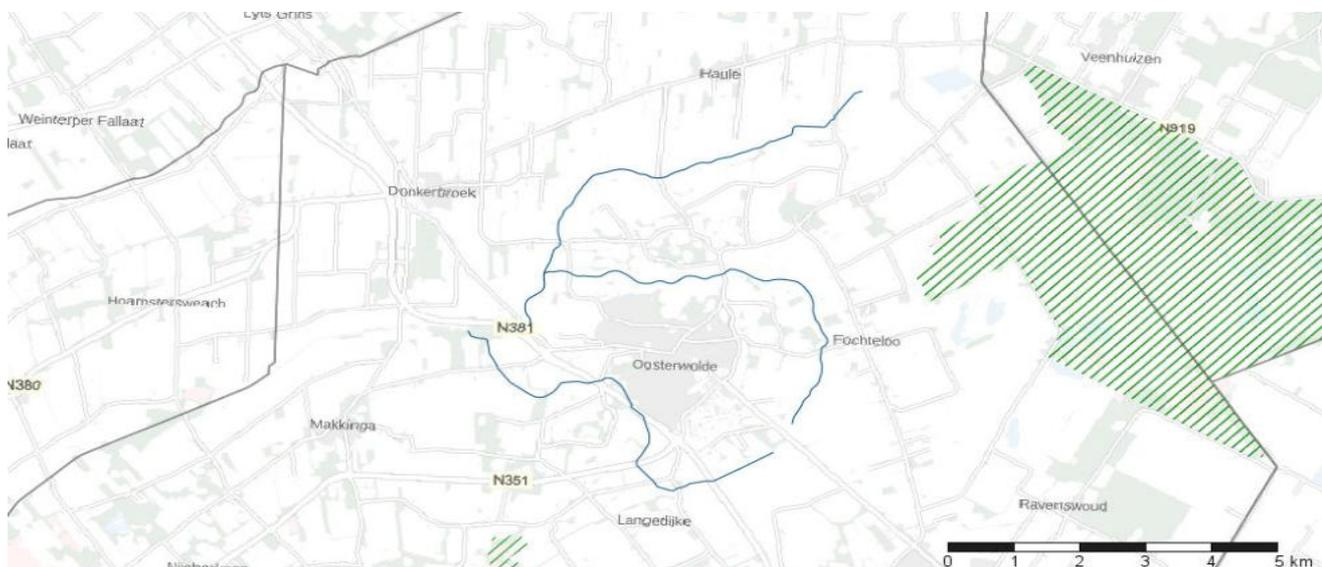 Lyts Grins
Veenhuizen
Haule
Weinterper Fallaat
laat
N919
Donkerbroek
Hoarnstersweach
N381
Fochteloo
Oosterwolde
N380
Makkinga
N351
Ravenswoud
Langedijke
0 1 2 3 4 5 km